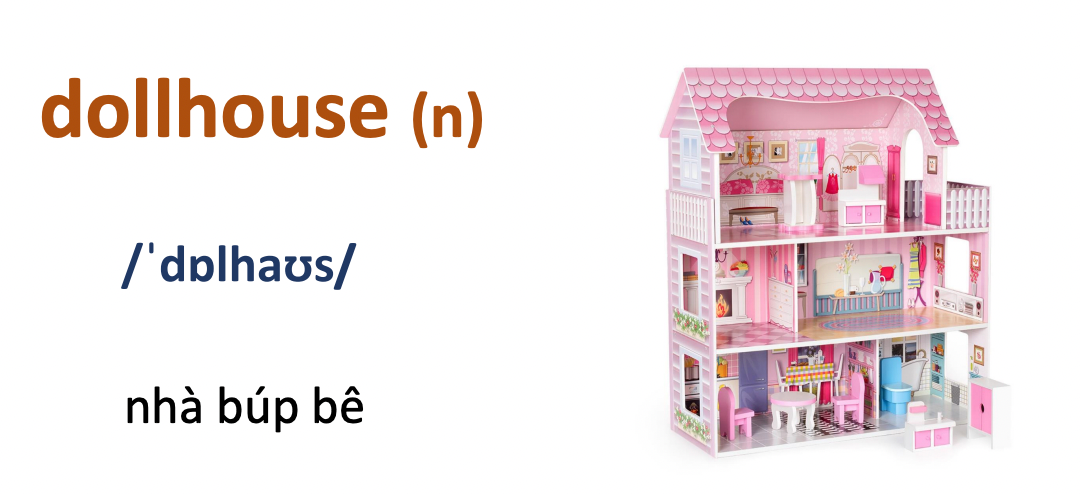 dollhouse (n)
/ˈdɒlhaʊs/
nhà búp bê